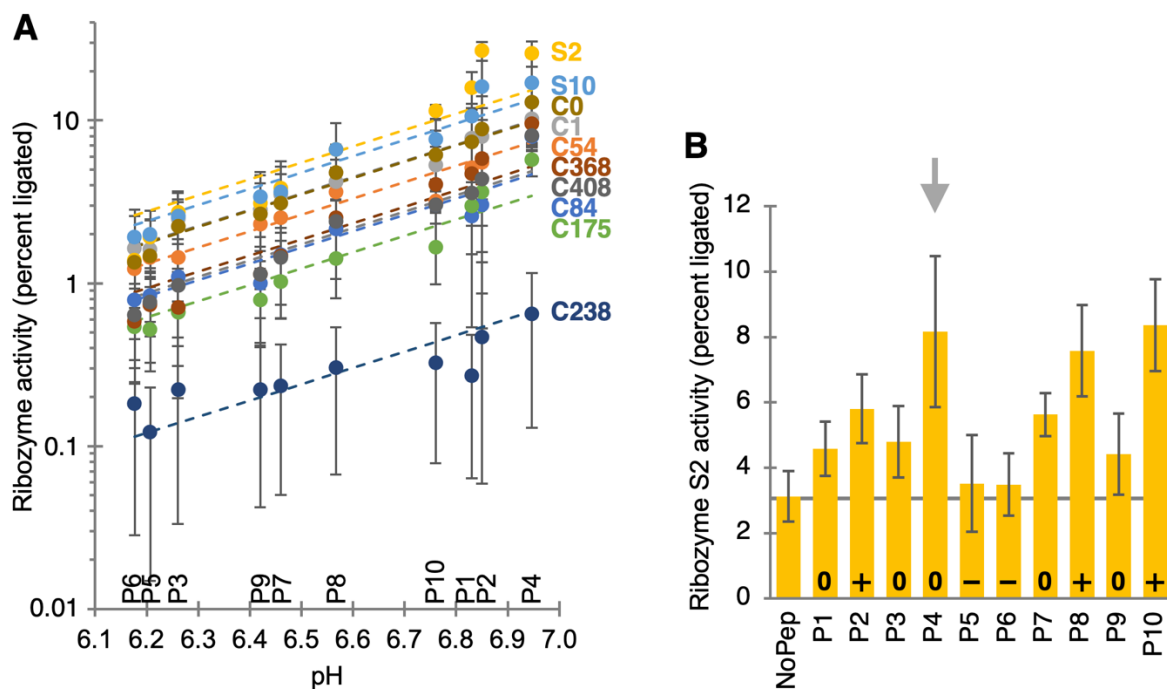 A
Ribozyme activity (percent ligated)
10
1
0.1
0.01
S2
S10
C0
C1
C54
C368
C408
C84
C175
C238
P6
P5
P3
P9
P7
P8
P10
P1
P2
P4
6.1 6.2 6.3 6.4 6.5 6.6 6.7 6.8 6.9 7.0
pH
B
Ribozyme S2 activity (percent ligated)
12
10
8
6
4
2
0
0 + 0 0 – – 0 + 0 +
NoPep
P1
P2
P3
P4
P5
P6
P7
P8
P9
P10